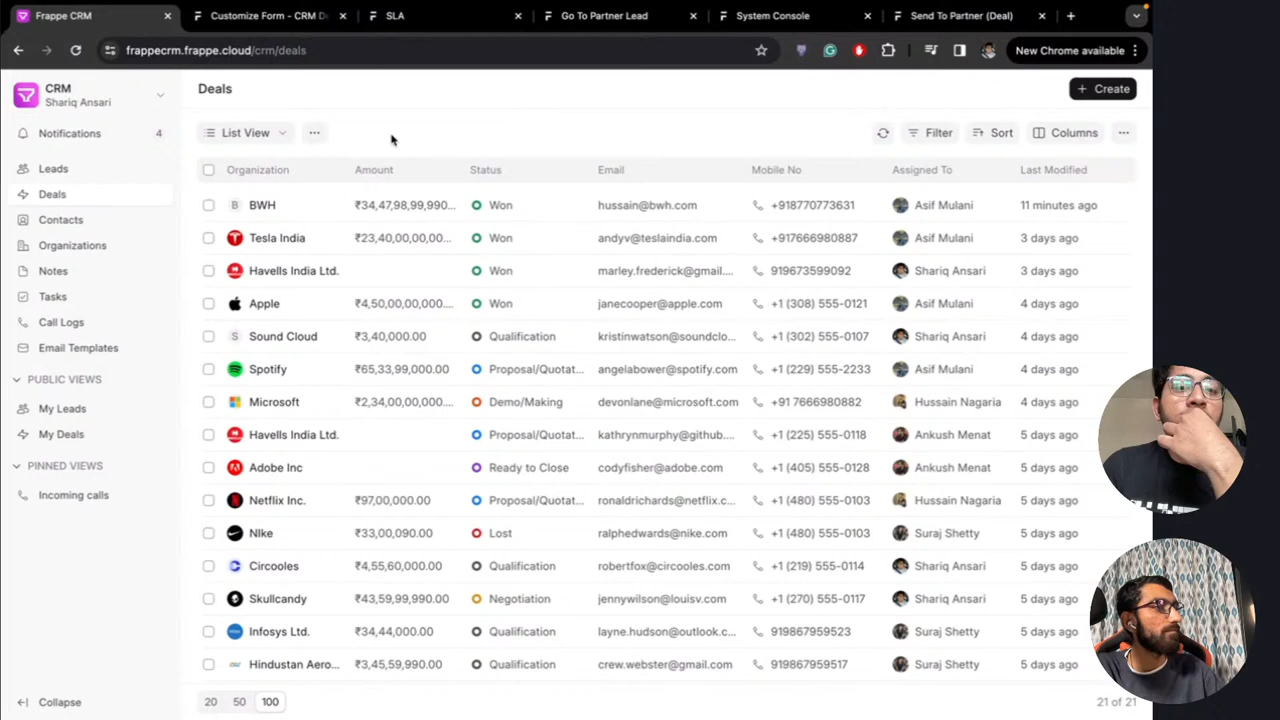 Frappe CRM
Customize Form - CRM D
SLA
Go To Partner Lead
System Console
Send To Partner (Deal)
frappecrm.frappe.cloud/crm/deals
New Chrome available
CRM
Shariq Ansari
Notifications 4
Leads
Deals
Contacts
Organizations
Notes
Tasks
Call Logs
Email Templates
PUBLIC VIEWS
My Leads
My Deals
PINNED VIEWS
Incoming calls
Collapse
Deals
Create
List View
Filter Sort Columns
Organization Amount Status Email Mobile No Assigned To Last Modified
B BWH ₹34,47,98,99,990... Won hussain@bwh.com +918770773631 Asif Mulani 11 minutes ago
Tesla India ₹23,40,00,00,00... Won andyv@teslaindia.com +917666980887 Asif Mulani 3 days ago
Havells India Ltd. Won marley.frederick@gmail.... 919673599092 Shariq Ansari 3 days ago
Apple ₹4,50,00,00,000.... Won janecooper@apple.com +1 (308) 555-0121 Asif Mulani 4 days ago
S Sound Cloud ₹3,40,000.00 Qualification kristinwatson@soundclo... +1 (302) 555-0107 Shariq Ansari 4 days ago
Spotify ₹65,33,99,000.00 Proposal/Quotat... angelabower@spotify.com +1 (229) 555-2233 Asif Mulani 4 days ago
Microsoft ₹2,34,00,00,000.... Demo/Making devonlane@microsoft.com +91 7666980882 Hussain Nagaria 4 days ago
Havells India Ltd. Proposal/Quotat... kathrynmurphy@github.... +1 (225) 555-0118 Ankush Menat 5 days ago
Adobe Inc Ready to Close codyfisher@adobe.com +1 (405) 555-0128 Ankush Menat 5 days ago
Netflix Inc. ₹97,00,000.00 Proposal/Quotat... ronaldrichards@netflix.c... +1 (480) 555-0103 Hussain Nagaria 5 days ago
NIke ₹33,00,090.00 Lost ralphedwards@nike.com +1 (480) 555-0103 Suraj Shetty 5 days ago
Circooles ₹4,55,60,000.00 Qualification robertfox@circooles.com +1 (219) 555-0114 Shariq Ansari 5 days ago
Skullcandy ₹43,59,99,990.00 Negotiation jennywilson@louisv.com +1 (270) 555-0117 Shariq Ansari 5 days ago
Infosys Ltd. ₹34,44,000.00 Qualification layne.hudson@outlook.c... 919867959523 Suraj Shetty 5 days ago
Hindustan Aero... ₹3,45,59,990.00 Qualification crew.webster@gmail.com 919867959517 Suraj Shetty 5 days ago
20 50 100
21 of 21